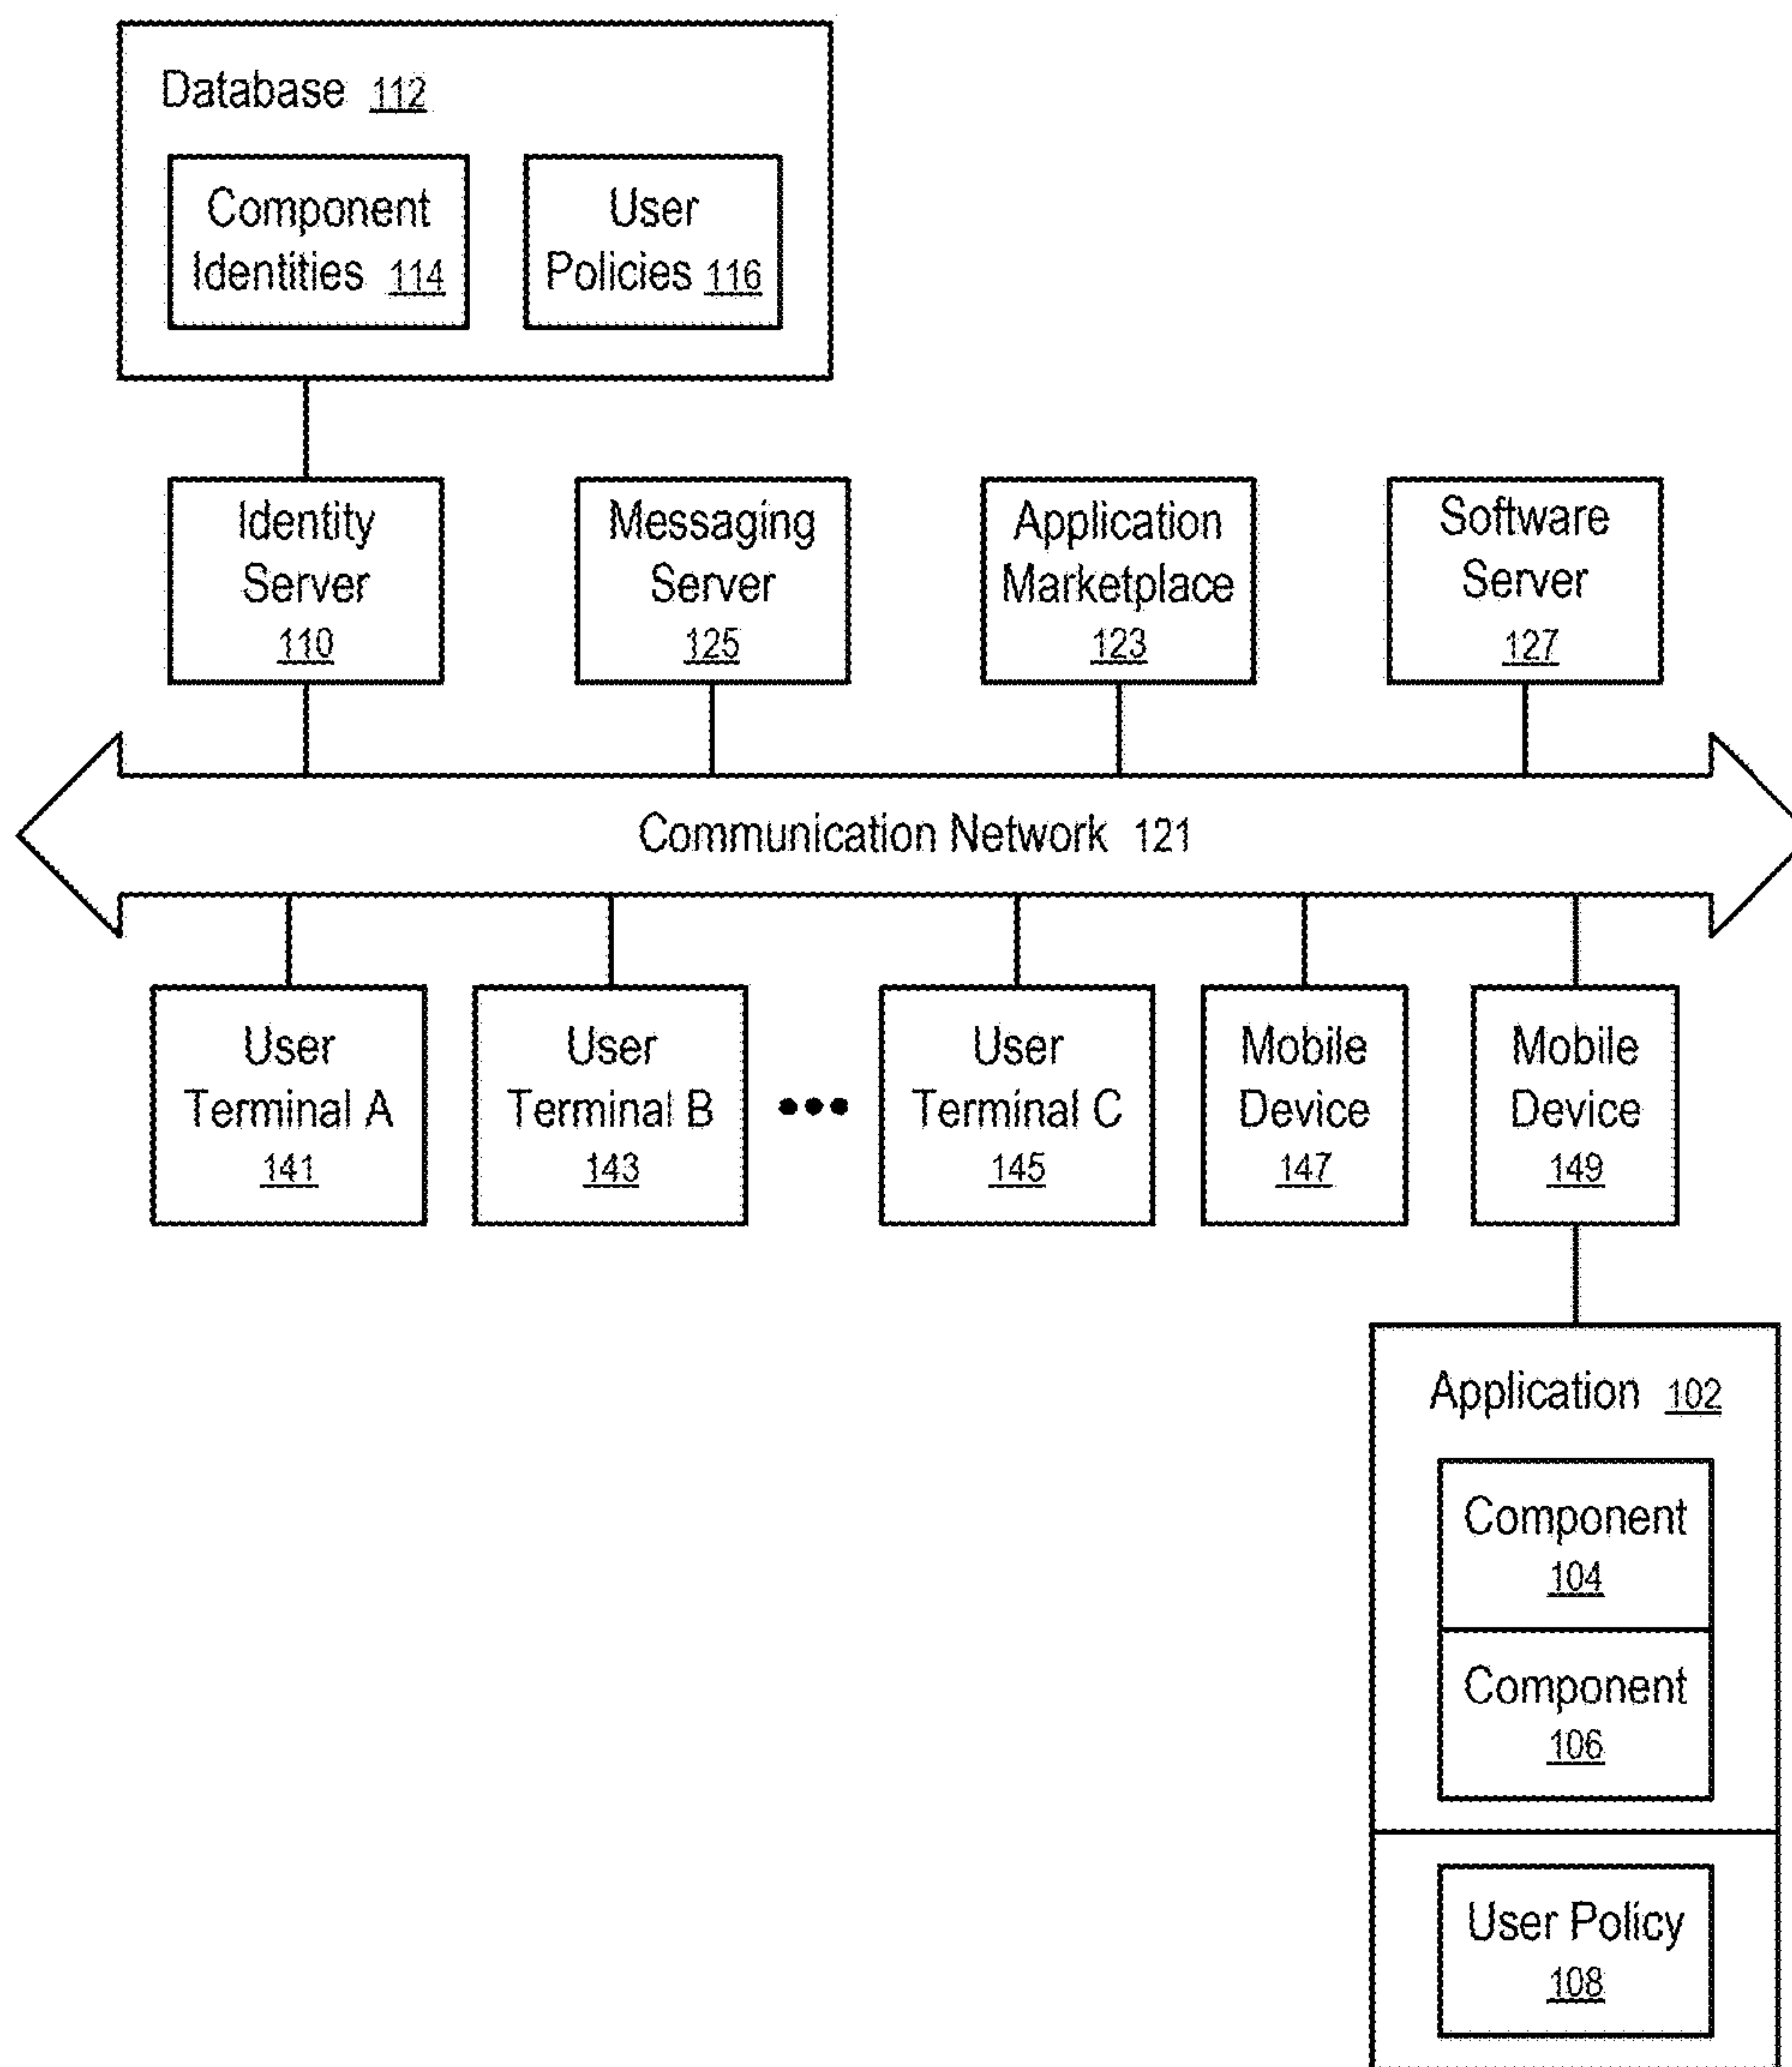 Database 112
Component
Identities 114
User
Policies 116
Identity
Server
110
Messaging
Server
125
Application
Marketplace
123
Software
Server
127
Communication Network 121
User
Terminal A
141
User
Terminal B
143
•••
User
Terminal C
145
Mobile
Device
147
Mobile
Device
149
Application 102
Component
104
Component
106
User Policy
108